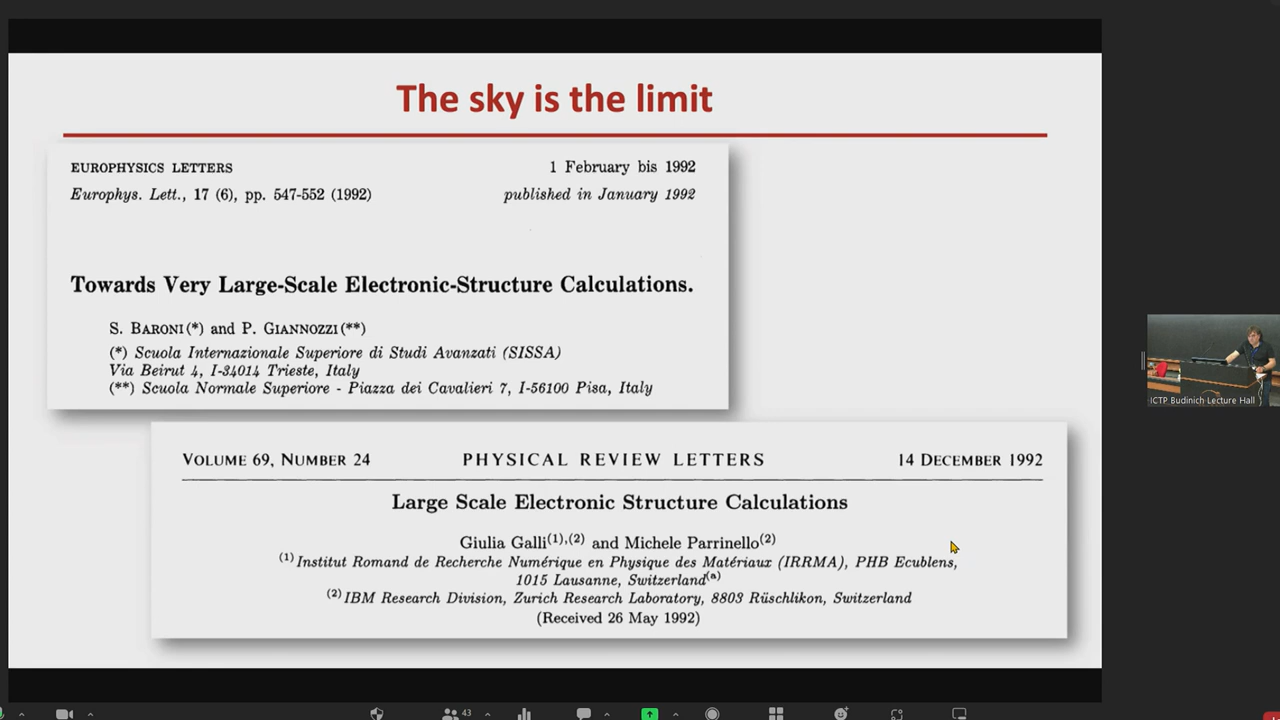 The sky is the limit
EUROPHYSICS LETTERS
1 February bis 1992
Europhys. Lett., 17 (6), pp. 547-552 (1992)
published in January 1992
Towards Very Large-Scale Electronic-Structure Calculations.
S. BARONI(*) and P. GIANNOZZI(**)
(*) Scuola Internazionale Superiore di Studi Avanzati (SISSA)
Via Beirut 4, I-34014 Trieste, Italy
(**) Scuola Normale Superiore - Piazza dei Cavalieri 7, I-56100 Pisa, Italy
VOLUME 69, NUMBER 24
PHYSICAL REVIEW LETTERS
14 DECEMBER 1992
Large Scale Electronic Structure Calculations
Giulia Galli(1),(2) and Michele Parrinello(2)
(1) Institut Romand de Recherche Numérique en Physique des Matériaux (IRRMA), PHB Ecublens,
1015 Lausanne, Switzerland(a)
(2) IBM Research Division, Zurich Research Laboratory, 8803 Rüschlikon, Switzerland
(Received 26 May 1992)
ICTP Budinich Lecture Hall
43